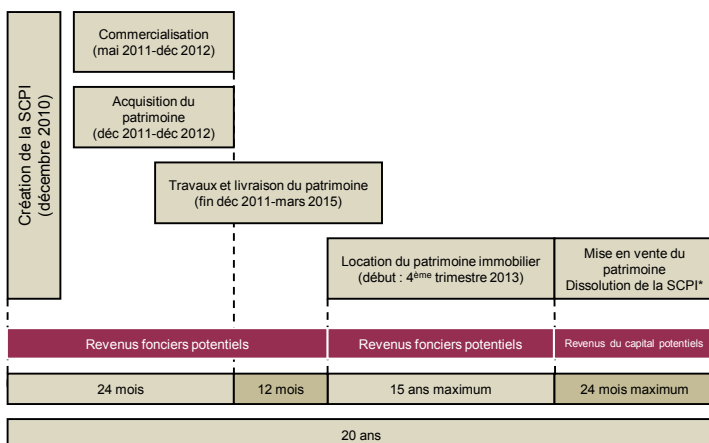 Création de la SCPI
(décembre 2010)
Commercialisation
(mai 2011-déc 2012)
Acquisition du
patrimoine
(déc 2011-déc 2012)
Travaux et livraison du patrimoine
(fin déc 2011-mars 2015)
Location du patrimoine immobilier
(début : 4ème trimestre 2013)
Mise en vente du
patrimoine
Dissolution de la SCPI*
Revenus fonciers potentiels
Revenus fonciers potentiels
Revenus du capital potentiels
24 mois
12 mois
15 ans maximum
24 mois maximum
20 ans